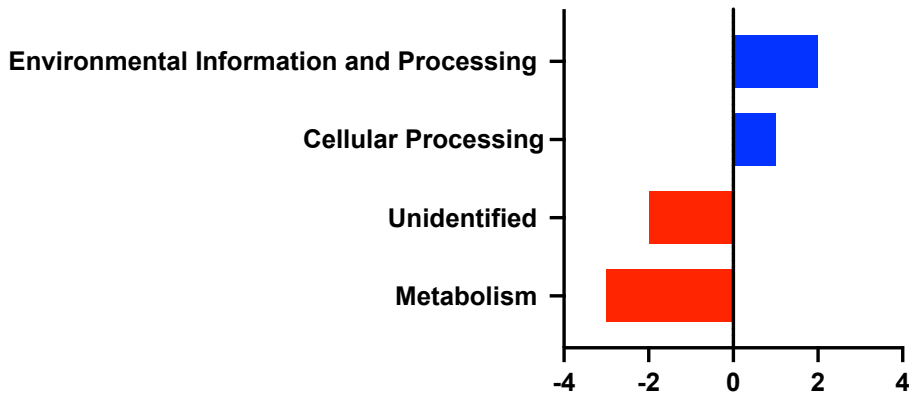 Environmental Information and Processing
Cellular Processing
Unidentified
Metabolism
-4 -2 0 2 4